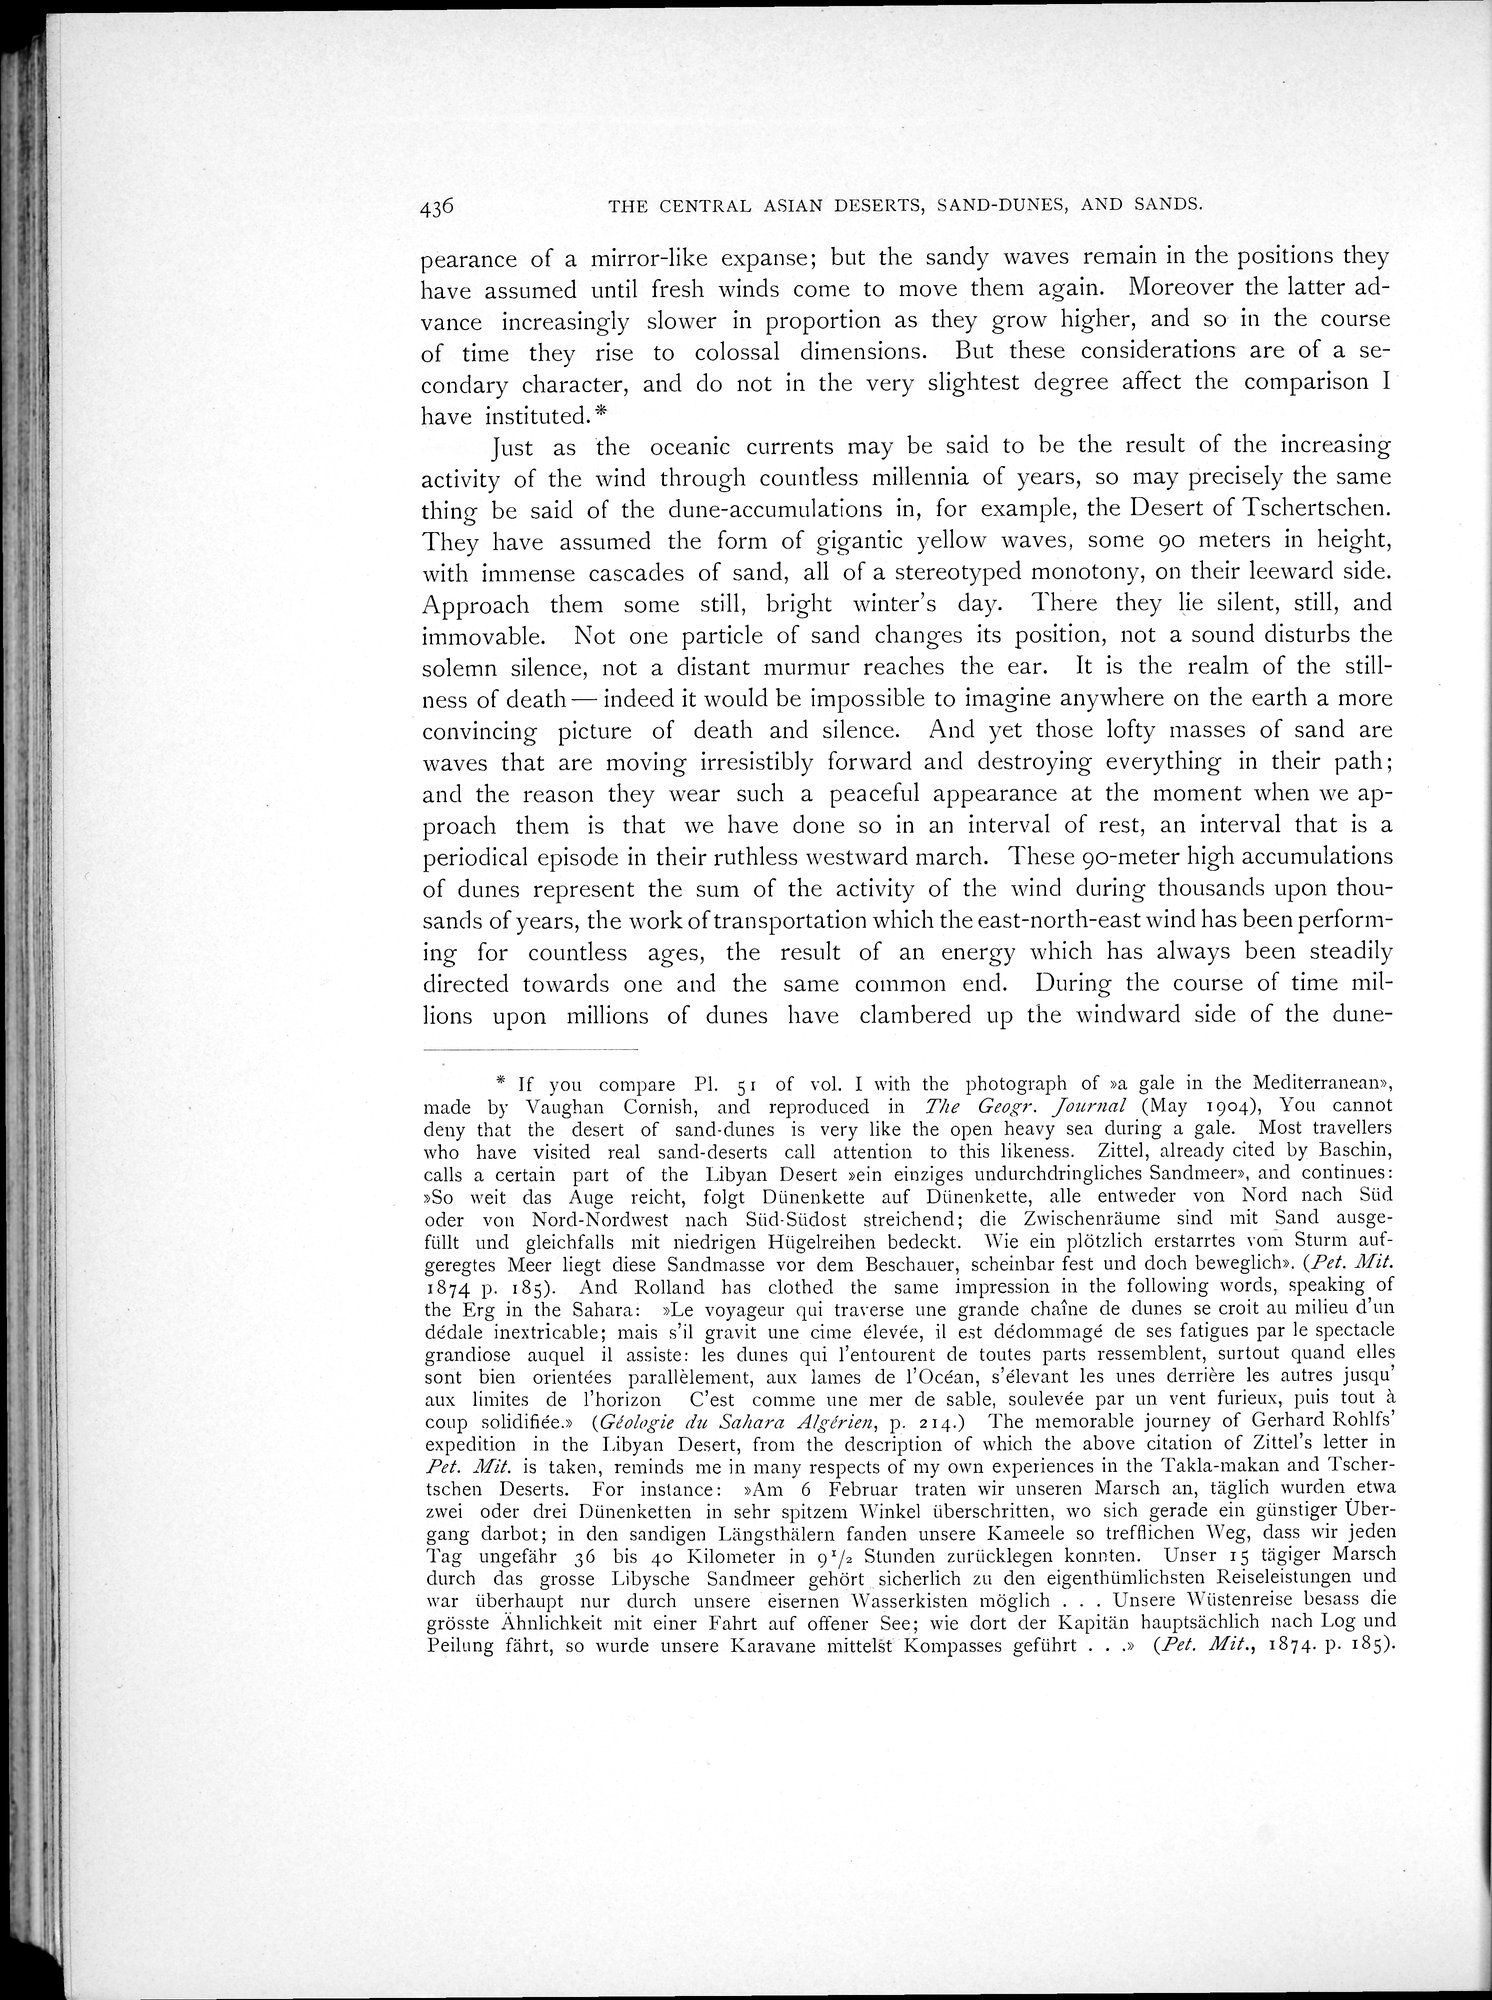 436 THE CENTRAL ASIAN DESERTS, SAND-DUNES, AND SANDS.
pearance of a mirror-like expanse; but the sandy waves remain in the positions they
have assumed until fresh winds come to move them again. Moreover the latter ad-
vance increasingly slower in proportion as they grow higher, and so in the course
of time they rise to colossal dimensions. But these considerations are of a se-
condary character, and do not in the very slightest degree affect the comparison I
have instituted.*
Just as the oceanic currents may be said to be the result of the increasing
activity of the wind through countless millennia of years, so may precisely the same
thing be said of the dune-accumulations in, for example, the Desert of Tschertschen.
They have assumed the form of gigantic yellow waves, some 90 meters in height,
with immense cascades of sand, all of a stereotyped monotony, on their leeward side.
Approach them some still, bright winter's day. There they lie silent, still, and
immovable. Not one particle of sand changes its position, not a sound disturbs the
solemn silence, not a distant murmur reaches the ear. It is the realm of the still-
ness of death — indeed it would be impossible to imagine anywhere on the earth a more
convincing picture of death and silence. And yet those lofty masses of sand are
waves that are moving irresistibly forward and destroying everything in their path;
and the reason they wear such a peaceful appearance at the moment when we ap-
proach them is that we have done so in an interval of rest, an interval that is a
periodical episode in their ruthless westward march. These 90-meter high accumulations
of dunes represent the sum of the activity of the wind during thousands upon thou-
sands of years, the work of transportation which the east-north-east wind has been perform-
ing for countless ages, the result of an energy which has always been steadily
directed towards one and the same common end. During the course of time mil-
lions upon millions of dunes have clambered up the windward side of the dune-
* If you compare Pl. 51 of vol. I with the photograph of »a gale in the Mediterranean»,
made by Vaughan Cornish, and reproduced in The Geogr. Journal (May 1904), You cannot
deny that the desert of sand-dunes is very like the open heavy sea during a gale. Most travellers
who have visited real sand-deserts call attention to this likeness. Zittel, already cited by Baschin,
calls a certain part of the Libyan Desert »ein einziges undurchdringliches Sandmeer», and continues:
»So weit das Auge reicht, folgt Dünenkette auf Dünenkette, alle entweder von Nord nach Süd
oder von Nord-Nordwest nach Süd-Südost streichend; die Zwischenräume sind mit Sand ausge-
füllt und gleichfalls mit niedrigen Hügelreihen bedeckt. Wie ein plötzlich erstarrtes vom Sturm auf-
geregtes Meer liegt diese Sandmasse vor dem Beschauer, scheinbar fest und doch beweglich». (Pet. Mit.
1874 p. 185). And Rolland has clothed the same impression in the following words, speaking of
the Erg in the Sahara: »Le voyageur qui traverse une grande chaîne de dunes se croit au milieu d'un
dédale inextricable; mais s'il gravit une cime élevée, il est dédommagé de ses fatigues par le spectacle
grandiose auquel il assiste: les dunes qui l'entourent de toutes parts ressemblent, surtout quand elles
sont bien orientées parallèlement, aux lames de l'Océan, s'élevant les unes derrière les autres jusqu'
aux limites de l'horizon C'est comme une mer de sable, soulevée par un vent furieux, puis tout à
coup solidifiée.» (Géologie du Sahara Algérien, p. 214.) The memorable journey of Gerhard Rohlfs'
expedition in the Libyan Desert, from the description of which the above citation of Zittel's letter in
Pet. Mit. is taken, reminds me in many respects of my own experiences in the Takla-makan and Tscher-
tschen Deserts. For instance: »Am 6 Februar traten wir unseren Marsch an, täglich wurden etwa
zwei oder drei Dünenketten in sehr spitzem Winkel überschritten, wo sich gerade ein günstiger Über-
gang darbot; in den sandigen Längsthälern fanden unsere Kameele so trefflichen Weg, dass wir jeden
Tag ungefähr 36 bis 40 Kilometer in 9 1/2 Stunden zurücklegen konnten. Unser 15 tägiger Marsch
durch das grosse Libysche Sandmeer gehört sicherlich zu den eigenthümlichsten Reiseleistungen und
war überhaupt nur durch unsere eisernen Wasserkisten möglich . . . Unsere Wüstenreise besass die
grösste Ähnlichkeit mit einer Fahrt auf offener See; wie dort der Kapitän hauptsächlich nach Log und
Peilung fährt, so wurde unsere Karavane mittelst Kompasses geführt . . .» (Pet. Mit., 1874. p. 185).